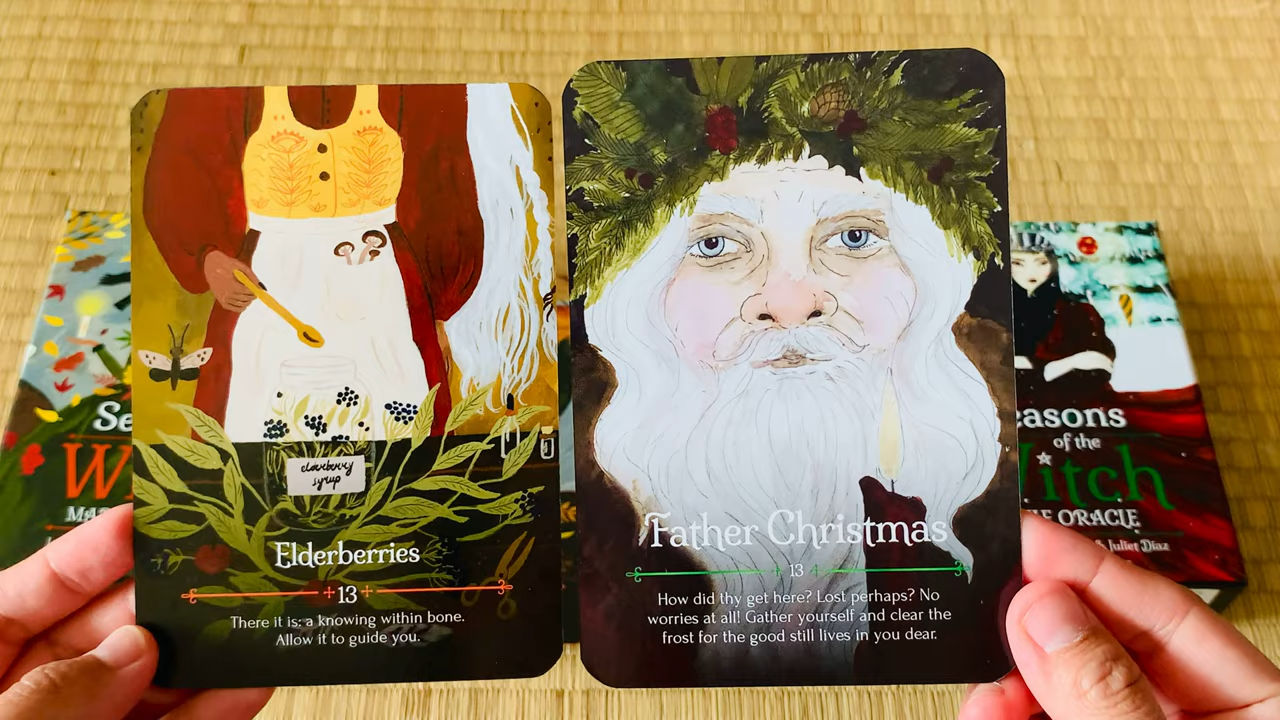 elderberry
syrup
Elderberries
13
There it is: a knowing within bone.
Allow it to guide you.
Father Christmas
13
How did thy get here? Lost perhaps? No
worries at all! Gather yourself and clear the
frost for the good still lives in you dear.
Se
W
MA
easons
of the
Witch
ORACLE
& Juliet Diaz